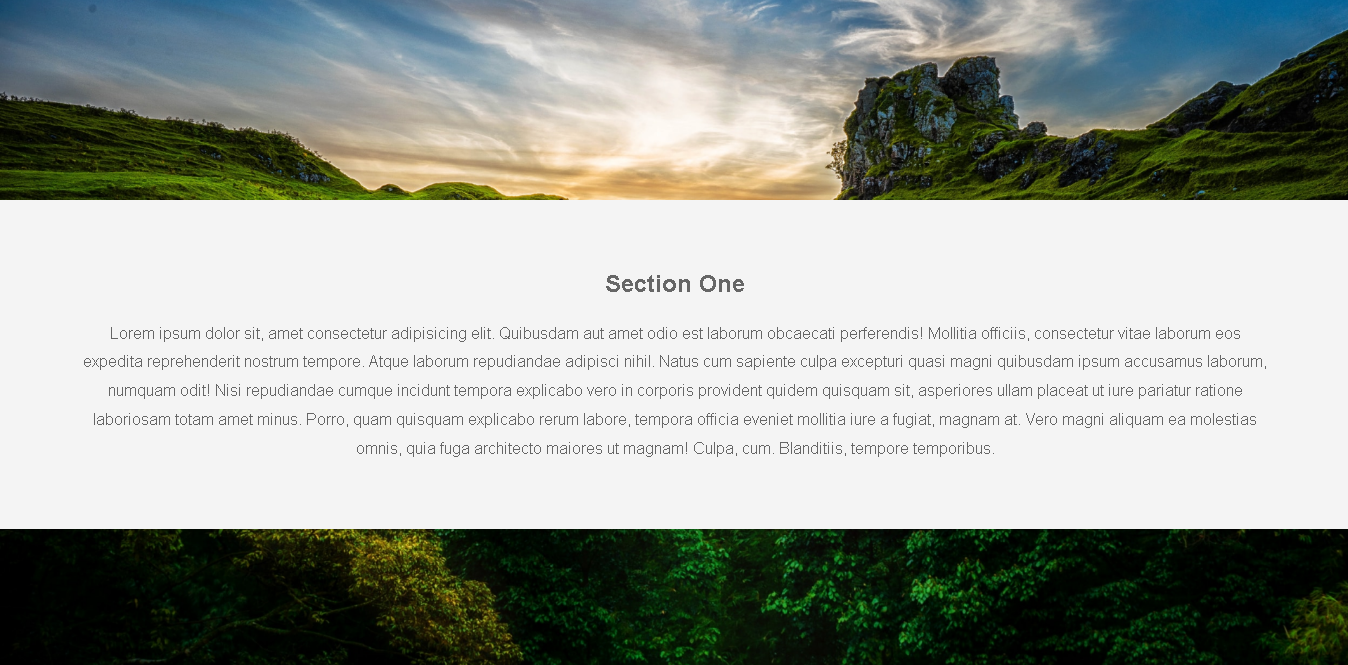 Section One
Lorem ipsum dolor sit, amet consectetur adipisicing elit. Quibusdam aut amet odio est laborum obcaecati perferendis! Mollitia officiis, consectetur vitae laborum eos
expedita reprehenderit nostrum tempore. Atque laborum repudiandae adipisci nihil. Natus cum sapiente culpa excepturi quasi magni quibusdam ipsum accusamus laborum,
numquam odit! Nisi repudiandae cumque incidunt tempora explicabo vero in corporis provident quidem quisquam sit, asperiores ullam placeat ut iure pariatur ratione
laboriosam totam amet minus. Porro, quam quisquam explicabo rerum labore, tempora officia eveniet mollitia iure a fugiat, magnam at. Vero magni aliquam ea molestias
omnis, quia fuga architecto maiores ut magnam! Culpa, cum. Blanditiis, tempore temporibus.